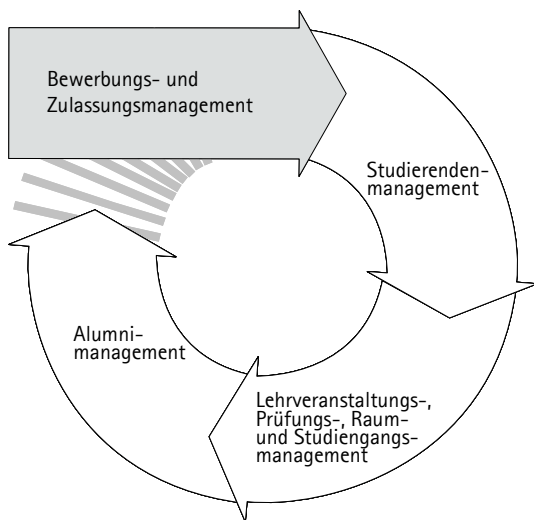 Bewerbungs- und
Zulassungsmanagement
Studierenden-
management
Lehrveranstaltungs-,
Prüfungs-, Raum-
und Studiengangs-
management
Alumni-
management